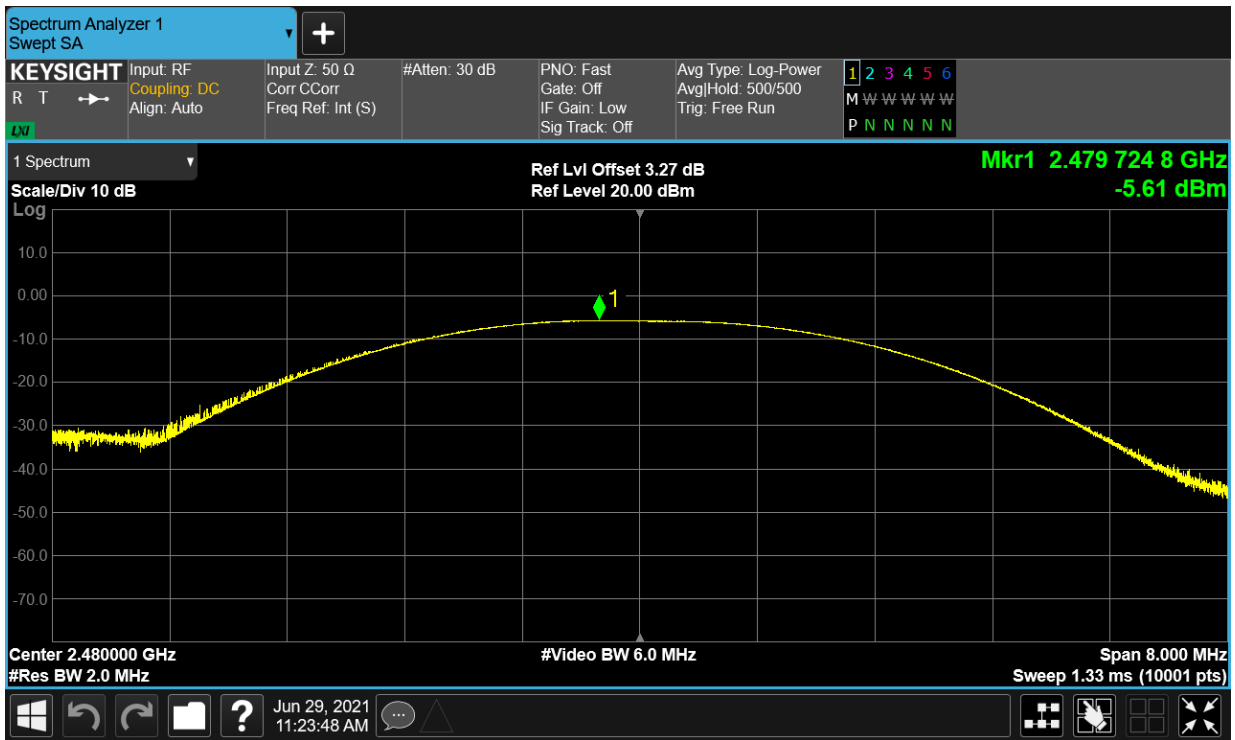 Spectrum Analyzer 1
Swept SA
KEYSIGHT
R T
LXI
Input: RF
Coupling: DC
Align: Auto
Input Z: 50 Ω
Corr CCorr
Freq Ref: Int (S)
#Atten: 30 dB
PNO: Fast
Gate: Off
IF Gain: Low
Sig Track: Off
Avg Type: Log-Power
Avg|Hold: 500/500
Trig: Free Run
1 2 3 4 5 6
M W W W W W
P N N N N N
1 Spectrum
Scale/Div 10 dB
Log
Ref Lvl Offset 3.27 dB
Ref Level 20.00 dBm
Mkr1 2.479 724 8 GHz
-5.61 dBm
10.0
0.00
1
-10.0
-20.0
-30.0
-40.0
-50.0
-60.0
-70.0
Center 2.480000 GHz
#Video BW 6.0 MHz
Span 8.000 MHz
#Res BW 2.0 MHz
Sweep 1.33 ms (10001 pts)
?
Jun 29, 2021
11:23:48 AM